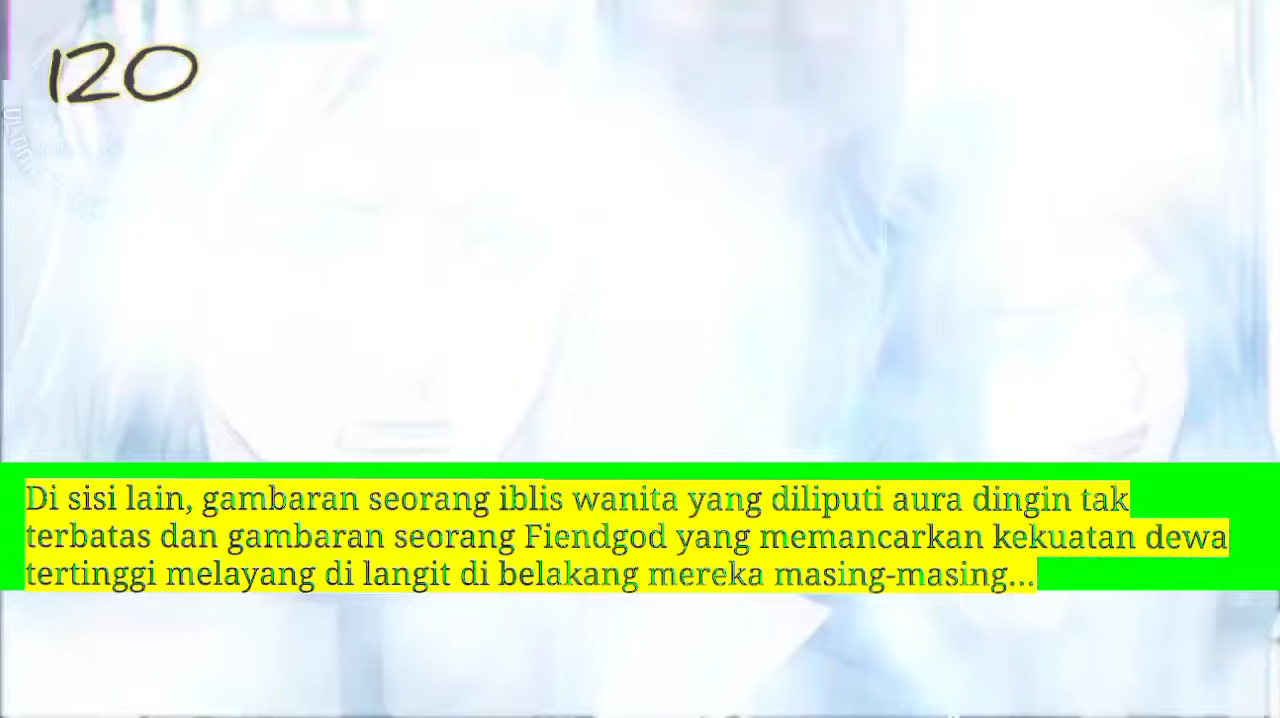 120
Di sisi lain, gambaran seorang iblis wanita yang diliputi aura dingin tak
terbatas dan gambaran seorang Fiendgod yang memancarkan kekuatan dewa
tertinggi melayang di langit di belakang mereka masing-masing...